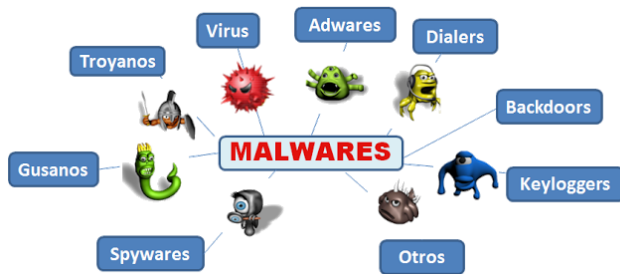 Virus
Adwares
Dialers
Troyanos
Backdoors
MALWARES
Gusanos
Keyloggers
Spywares
Otros